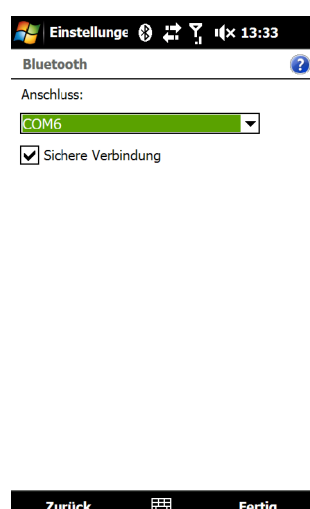 Einstellunge 13:33
Bluetooth
Anschluss:
COM6
Sichere Verbindung
Zurück Fertig